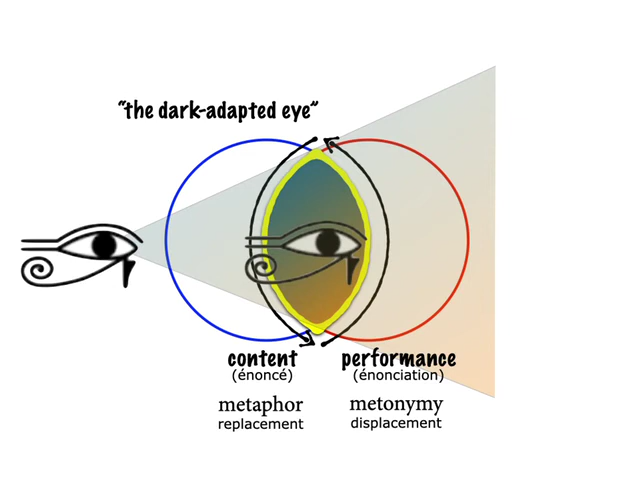 “the dark-adapted eye”
content performance
(énoncé) (énonciation)
metaphor metonymy
replacement displacement